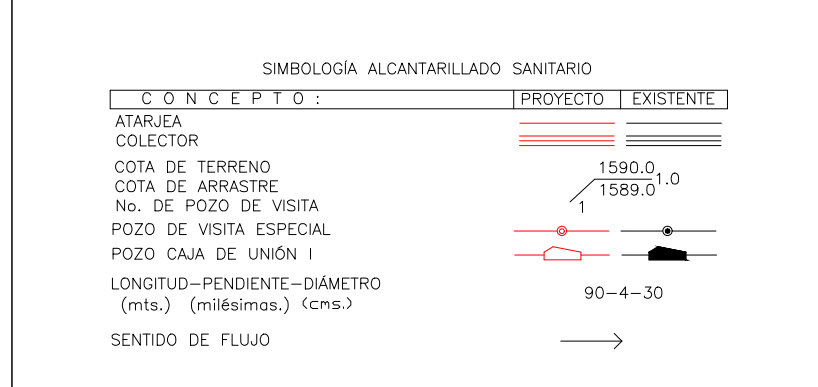 SIMBOLOGÍA ALCANTARILLADO SANITARIO
C O N C E P T O : PROYECTO EXISTENTE
ATARJEA
COLECTOR
COTA DE TERRENO 1590.0
COTA DE ARRASTRE 1589.0 1.0
No. DE POZO DE VISITA 1
POZO DE VISITA ESPECIAL
POZO CAJA DE UNIÓN I
LONGITUD-PENDIENTE-DIÁMETRO
(mts.) (milésimas.) (cms.) 90-4-30
SENTIDO DE FLUJO